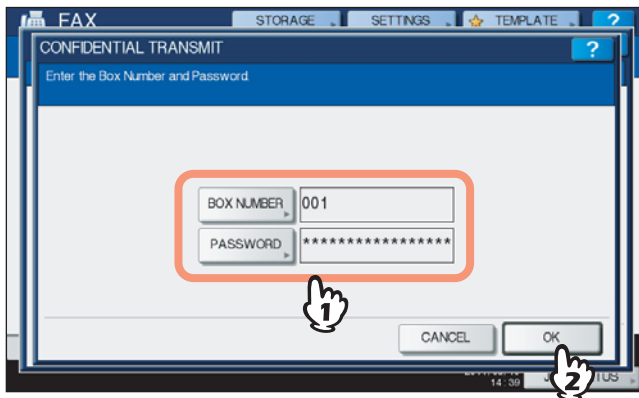 FAX STORAGE SETTINGS TEMPLATE ?
CONFIDENTIAL TRANSMIT ?
Enter the Box Number and Password.
BOX NUMBER 001
PASSWORD *****************
1
CANCEL OK
14:39
2